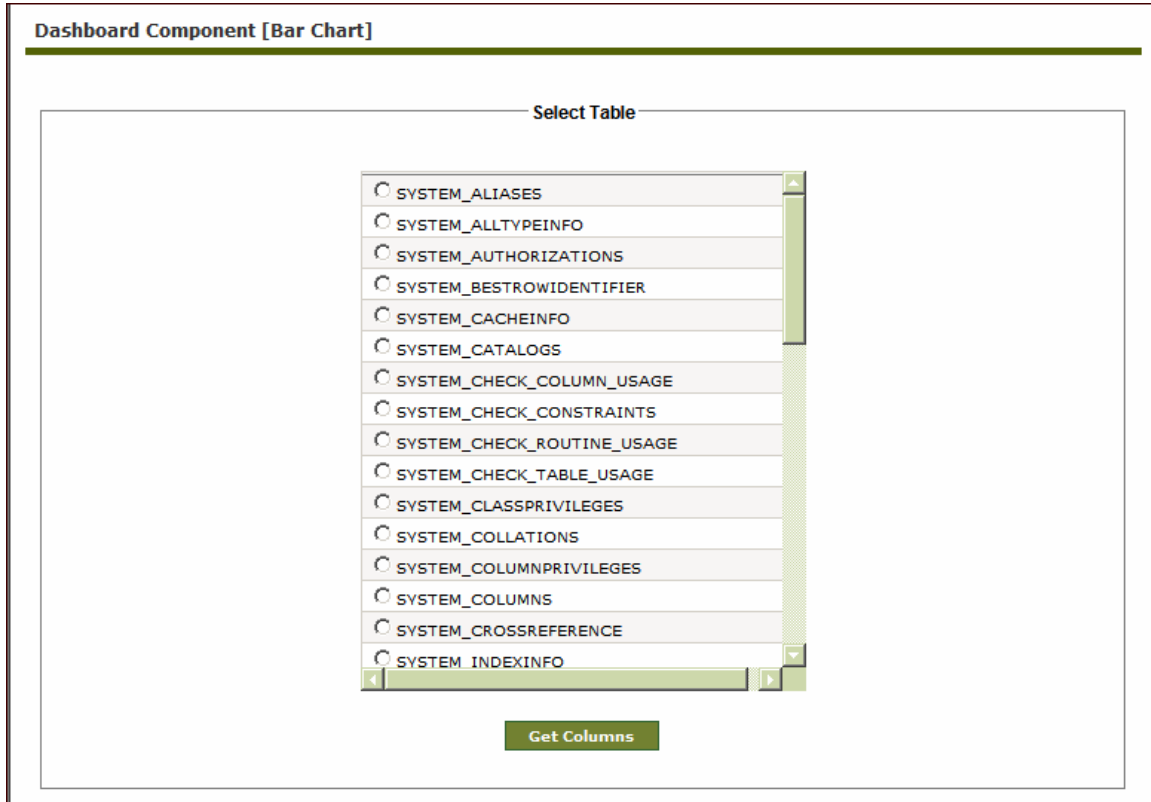 Dashboard Component [Bar Chart]
Select Table
SYSTEM_ALIASES
SYSTEM_ALLTYPEINFO
SYSTEM_AUTHORIZATIONS
SYSTEM_BESTROWIDENTIFIER
SYSTEM_CACHEINFO
SYSTEM_CATALOGS
SYSTEM_CHECK_COLUMN_USAGE
SYSTEM_CHECK_CONSTRAINTS
SYSTEM_CHECK_ROUTINE_USAGE
SYSTEM_CHECK_TABLE_USAGE
SYSTEM_CLASSPRIVILEGES
SYSTEM_COLLATIONS
SYSTEM_COLUMNPRIVILEGES
SYSTEM_COLUMNS
SYSTEM_CROSSREFERENCE
SYSTEM_INDEXINFO
Get Columns